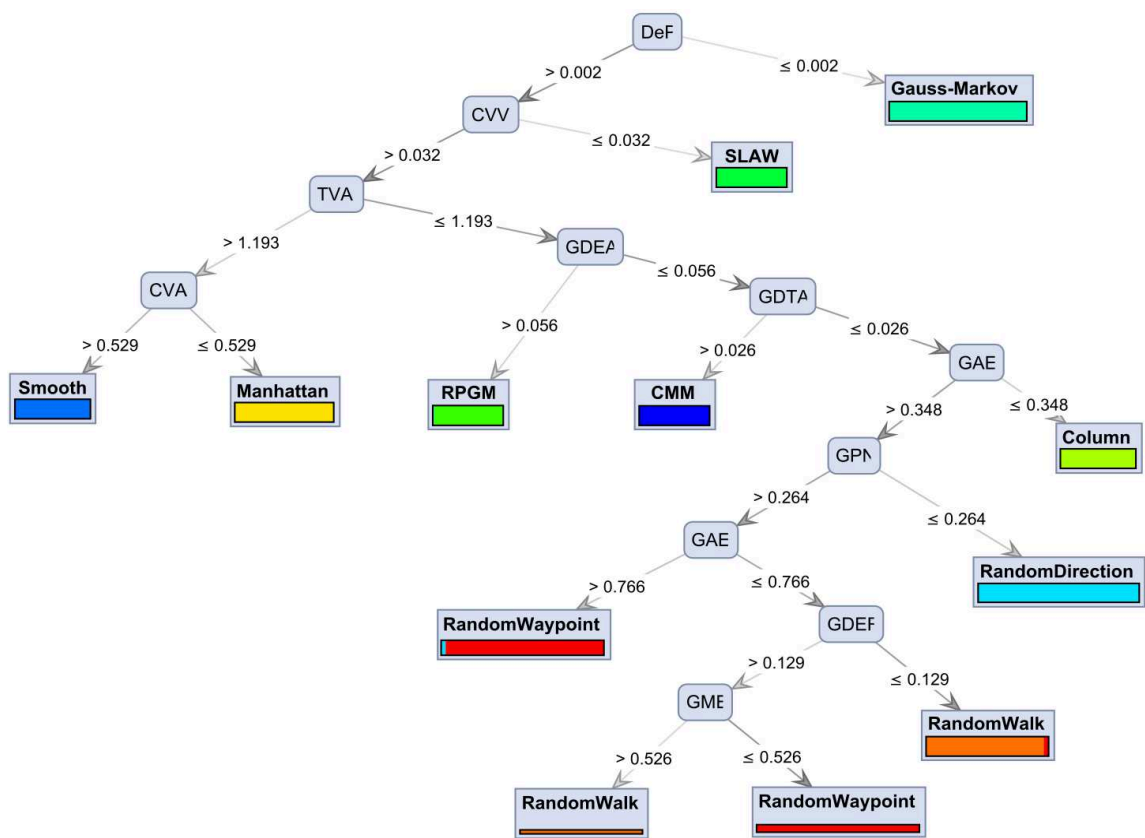 DeF
> 0.002
≤ 0.002
Gauss-Markov
CVV
> 0.032
≤ 0.032
SLAW
TVA
> 1.193
≤ 1.193
GDEA
CVA
> 0.056
≤ 0.056
GDTA
> 0.529
≤ 0.529
> 0.026
≤ 0.026
GAE
Smooth
Manhattan
RPGM
CMM
> 0.348
≤ 0.348
Column
GPN
> 0.264
≤ 0.264
GAE
RandomDirection
> 0.766
≤ 0.766
RandomWaypoint
GDEF
> 0.129
≤ 0.129
GME
RandomWalk
> 0.526
≤ 0.526
RandomWalk
RandomWaypoint